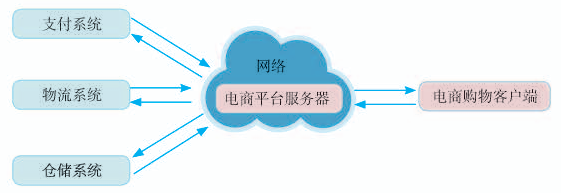 支付系统
网络
物流系统
电商平台服务器
电商购物客户端
仓储系统